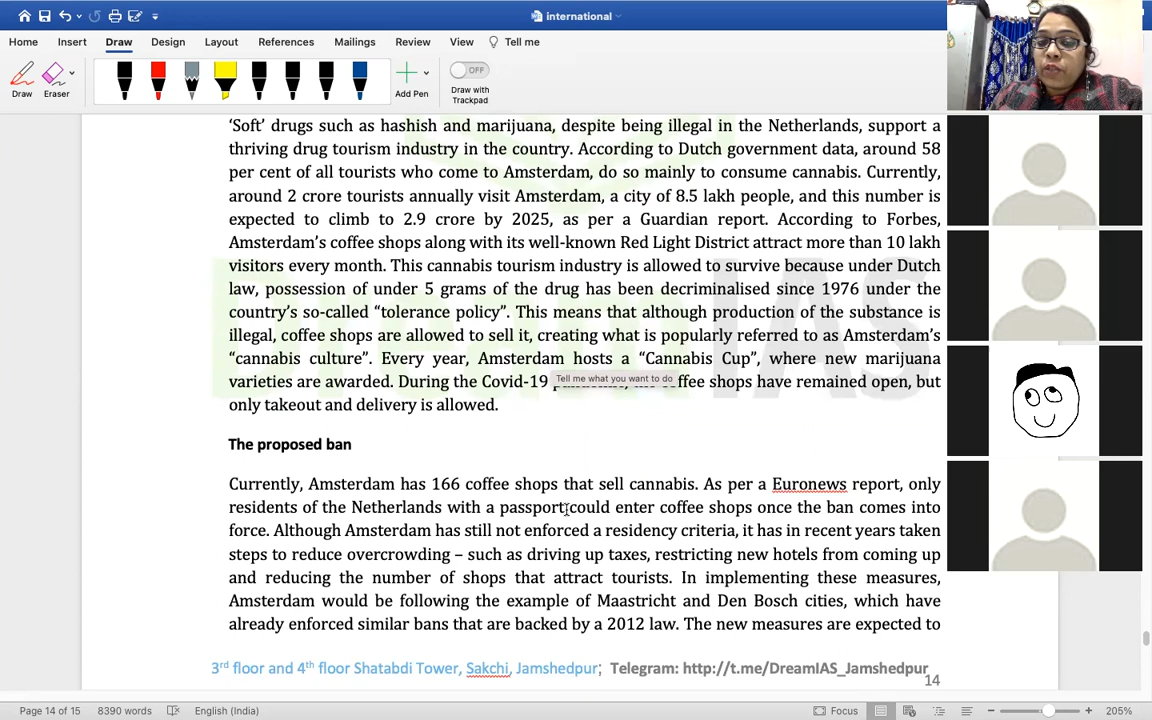 international
Home Insert Draw Design Layout References Mailings Review View Tell me
Draw Eraser Add Pen OFF Draw with Trackpad
‘Soft’ drugs such as hashish and marijuana, despite being illegal in the Netherlands, support a
thriving drug tourism industry in the country. According to Dutch government data, around 58
per cent of all tourists who come to Amsterdam, do so mainly to consume cannabis. Currently,
around 2 crore tourists annually visit Amsterdam, a city of 8.5 lakh people, and this number is
expected to climb to 2.9 crore by 2025, as per a Guardian report. According to Forbes,
Amsterdam’s coffee shops along with its well-known Red Light District attract more than 10 lakh
visitors every month. This cannabis tourism industry is allowed to survive because under Dutch
law, possession of under 5 grams of the drug has been decriminalised since 1976 under the
country’s so-called “tolerance policy”. This means that although production of the substance is
illegal, coffee shops are allowed to sell it, creating what is popularly referred to as Amsterdam’s
“cannabis culture”. Every year, Amsterdam hosts a “Cannabis Cup”, where new marijuana
varieties are awarded. During the Covid-19 shops have remained open, but
Tell me what you want to do
only takeout and delivery is allowed.
The proposed ban
Currently, Amsterdam has 166 coffee shops that sell cannabis. As per a Euronews report, only
residents of the Netherlands with a passport could enter coffee shops once the ban comes into
force. Although Amsterdam has still not enforced a residency criteria, it has in recent years taken
steps to reduce overcrowding – such as driving up taxes, restricting new hotels from coming up
and reducing the number of shops that attract tourists. In implementing these measures,
Amsterdam would be following the example of Maastricht and Den Bosch cities, which have
already enforced similar bans that are backed by a 2012 law. The new measures are expected to
3rd floor and 4th floor Shatabdi Tower, Sakchi, Jamshedpur; Telegram: http://t.me/DreamIAS_Jamshedpur
14
DreamIAS
Page 14 of 15 8390 words English (India) Focus 205%